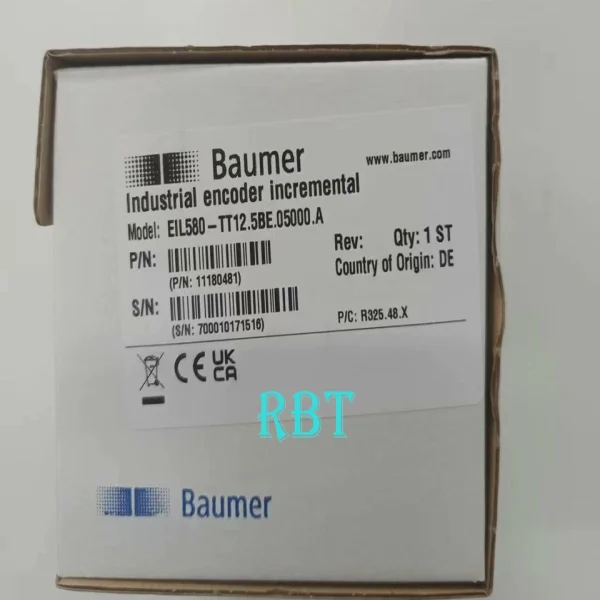 Baumer
www.baumer.com
Industrial encoder incremental
Model: EIL580-TT12.5BE.05000.A
Rev: Qty: 1 ST
P/N:
(P/N: 11180481)
Country of Origin: DE
S/N:
(S/N: 700010171516)
P/C: R325.48.X
CE UK CA
RBT
Baumer